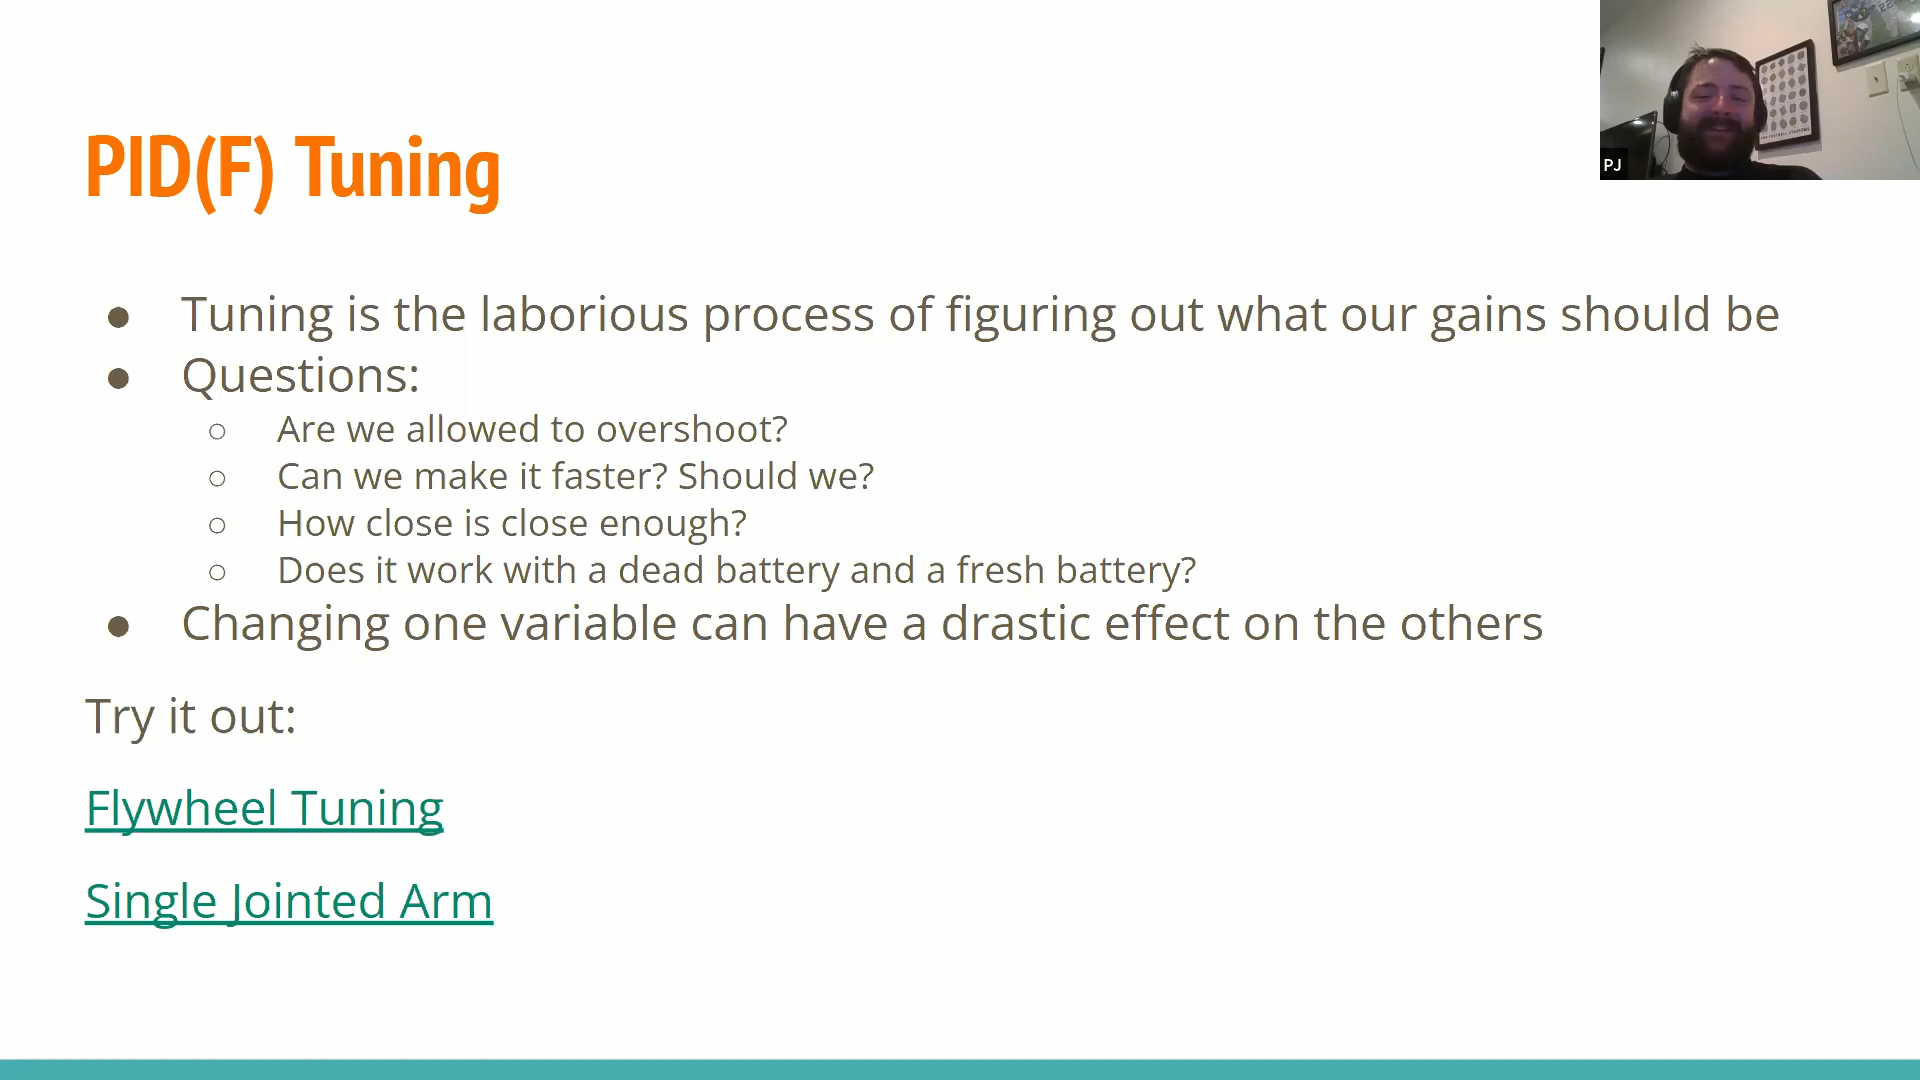 PID(F) Tuning
PJ
● Tuning is the laborious process of figuring out what our gains should be
● Questions:
○ Are we allowed to overshoot?
○ Can we make it faster? Should we?
○ How close is close enough?
○ Does it work with a dead battery and a fresh battery?
● Changing one variable can have a drastic effect on the others
Try it out:
Flywheel Tuning
Single Jointed Arm